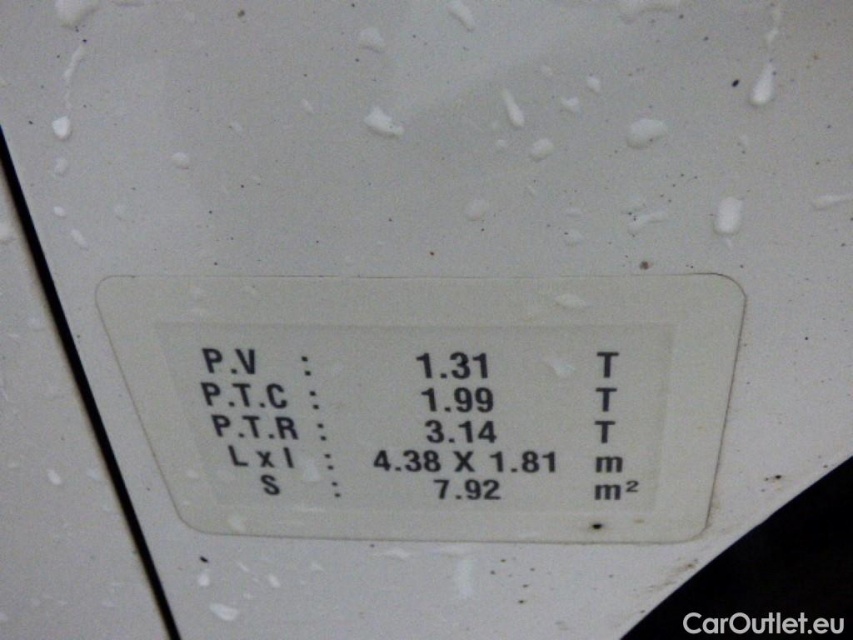 P.V : 1.31 T
P.T.C : 1.99 T
P.T.R : 3.14 T
L x l : 4.38 X 1.81 m
S : 7.92 m²
CarOutlet.eu